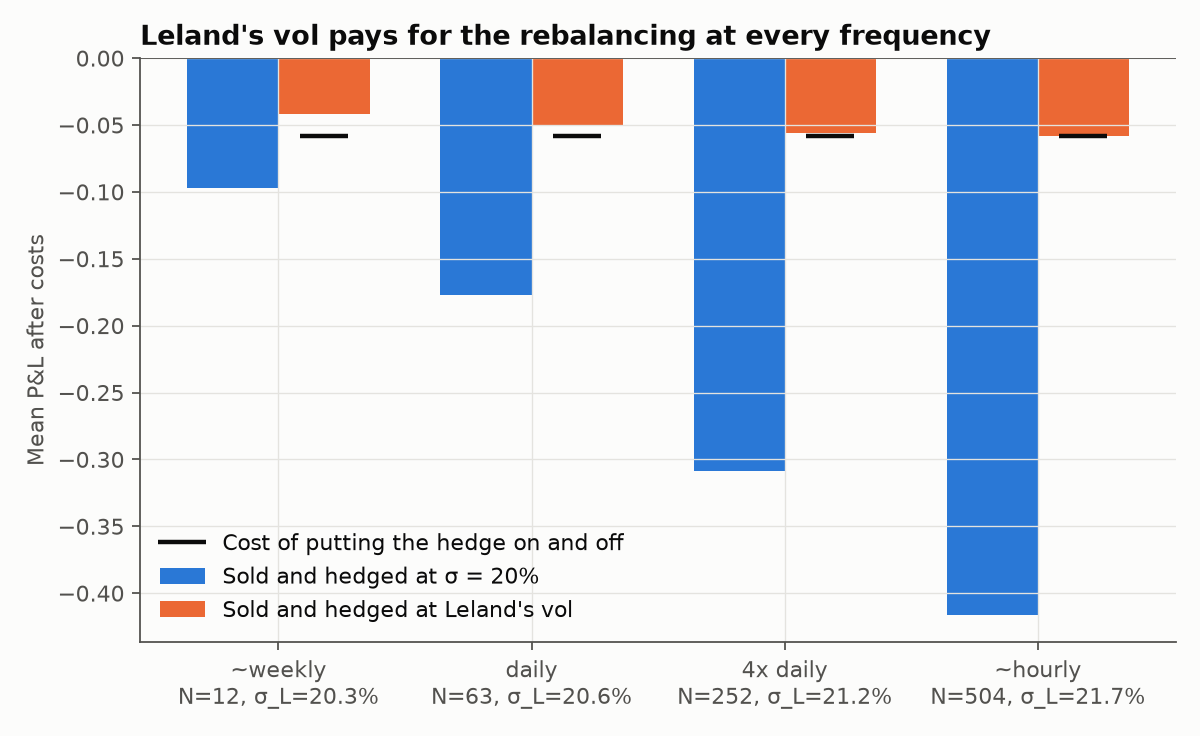 Leland's vol pays for the rebalancing at every frequency
Mean P&L after costs
0.00
−0.05
−0.10
−0.15
−0.20
−0.25
−0.30
−0.35
−0.40
Cost of putting the hedge on and off
Sold and hedged at σ = 20%
Sold and hedged at Leland's vol
~weekly
N=12, σ_L=20.3%
daily
N=63, σ_L=20.6%
4x daily
N=252, σ_L=21.2%
~hourly
N=504, σ_L=21.7%